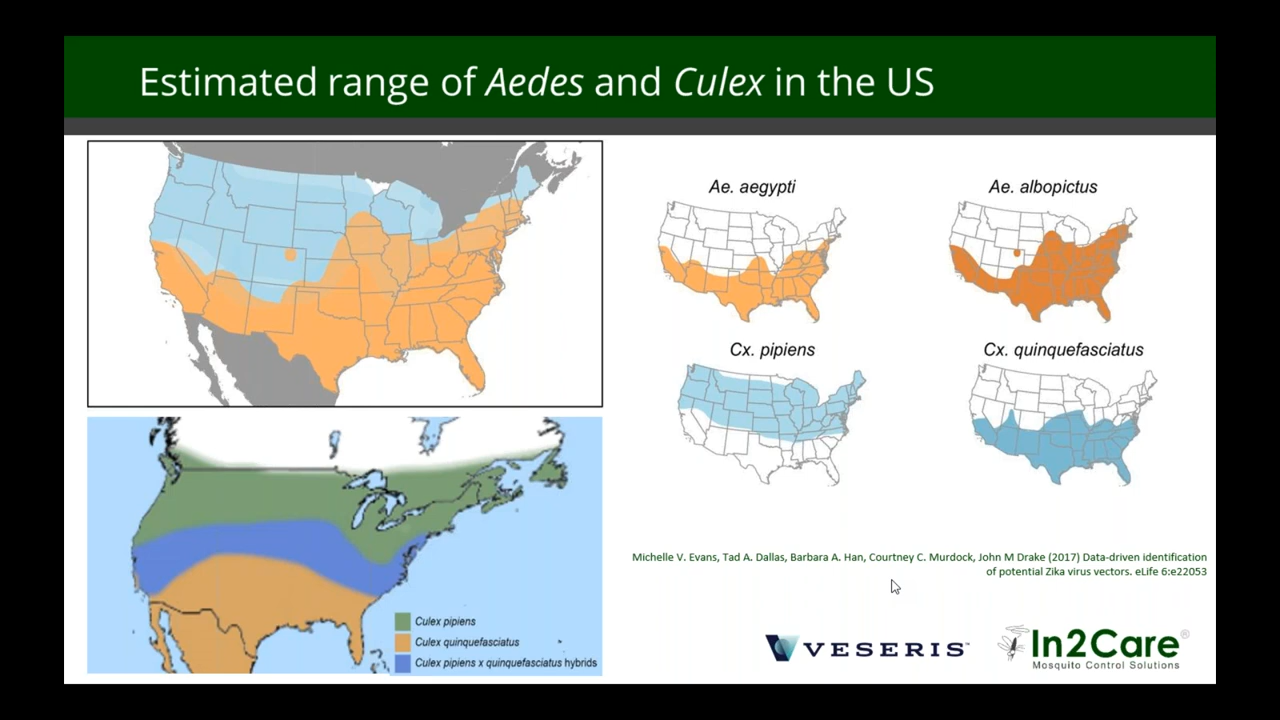 Estimated range of Aedes and Culex in the US
Ae. aegypti
Ae. albopictus
Cx. pipiens
Cx. quinquefasciatus
Culex pipiens
Culex quinquefasciatus
Culex pipiens x quinquefasciatus hybrids
Michelle V. Evans, Tad A. Dallas, Barbara A. Han, Courtney C. Murdock, John M Drake (2017) Data-driven identification
of potential Zika virus vectors. eLife 6:e22053
VESERIS™
In2Care®
Mosquito Control Solutions